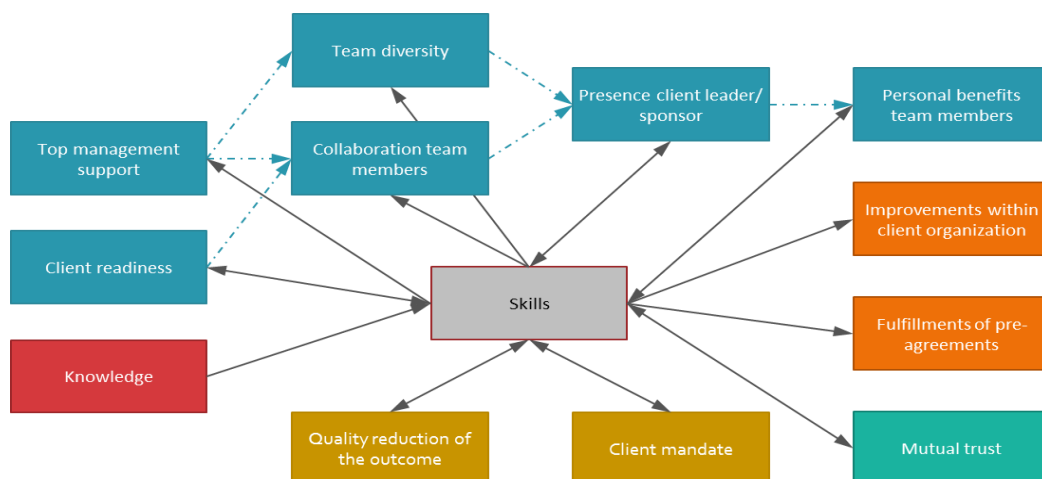 Team diversity
Presence client leader/
sponsor
Personal benefits
team members
Top management
support
Collaboration team
members
Improvements within
client organization
Client readiness
Skills
Fulfillments of pre-
agreements
Knowledge
Quality reduction of
the outcome
Client mandate
Mutual trust